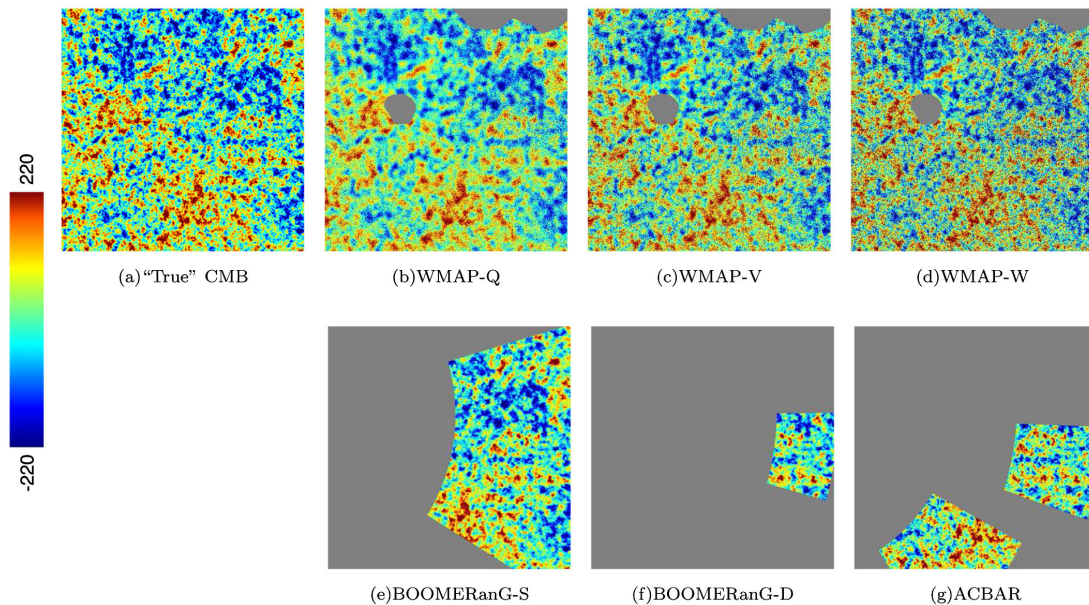 220
-220
(a)“True” CMB
(b)WMAP-Q
(c)WMAP-V
(d)WMAP-W
(e)BOOMERanG-S
(f)BOOMERanG-D
(g)ACBAR